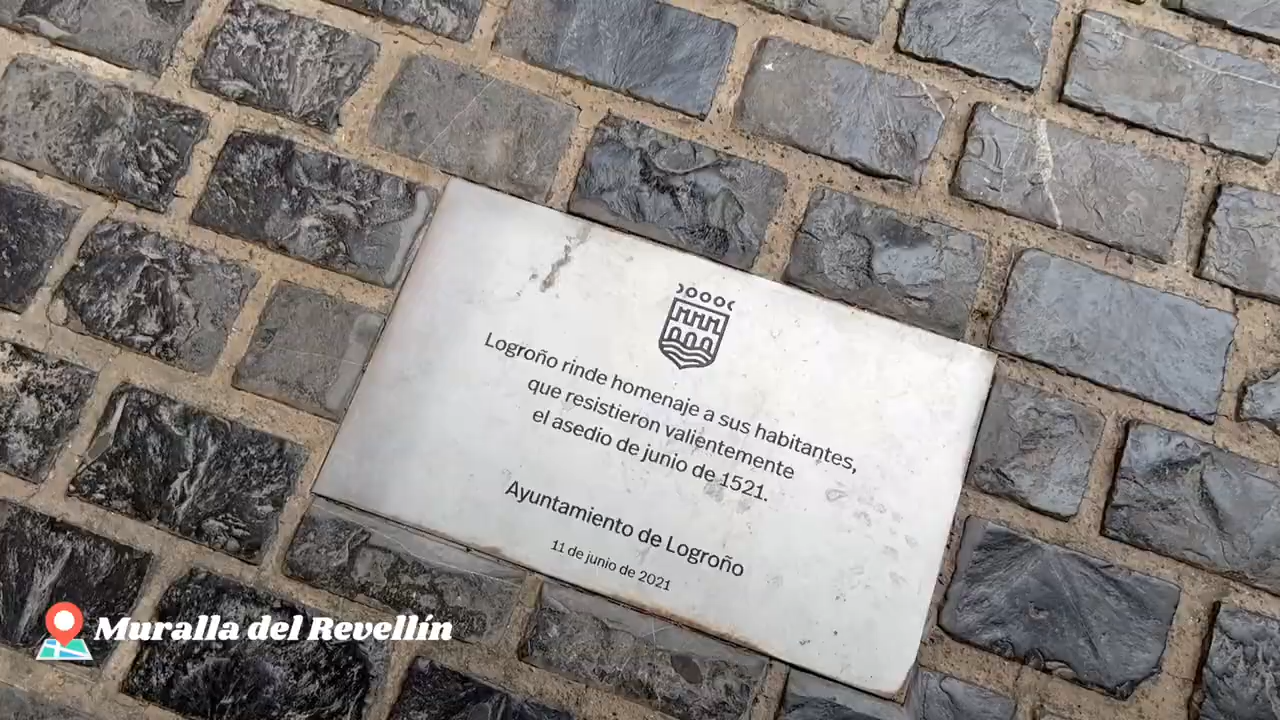 Logroño rinde homenaje a sus habitantes,
que resistieron valientemente
el asedio de junio de 1521.
Ayuntamiento de Logroño
11 de junio de 2021
Muralla del Revellín